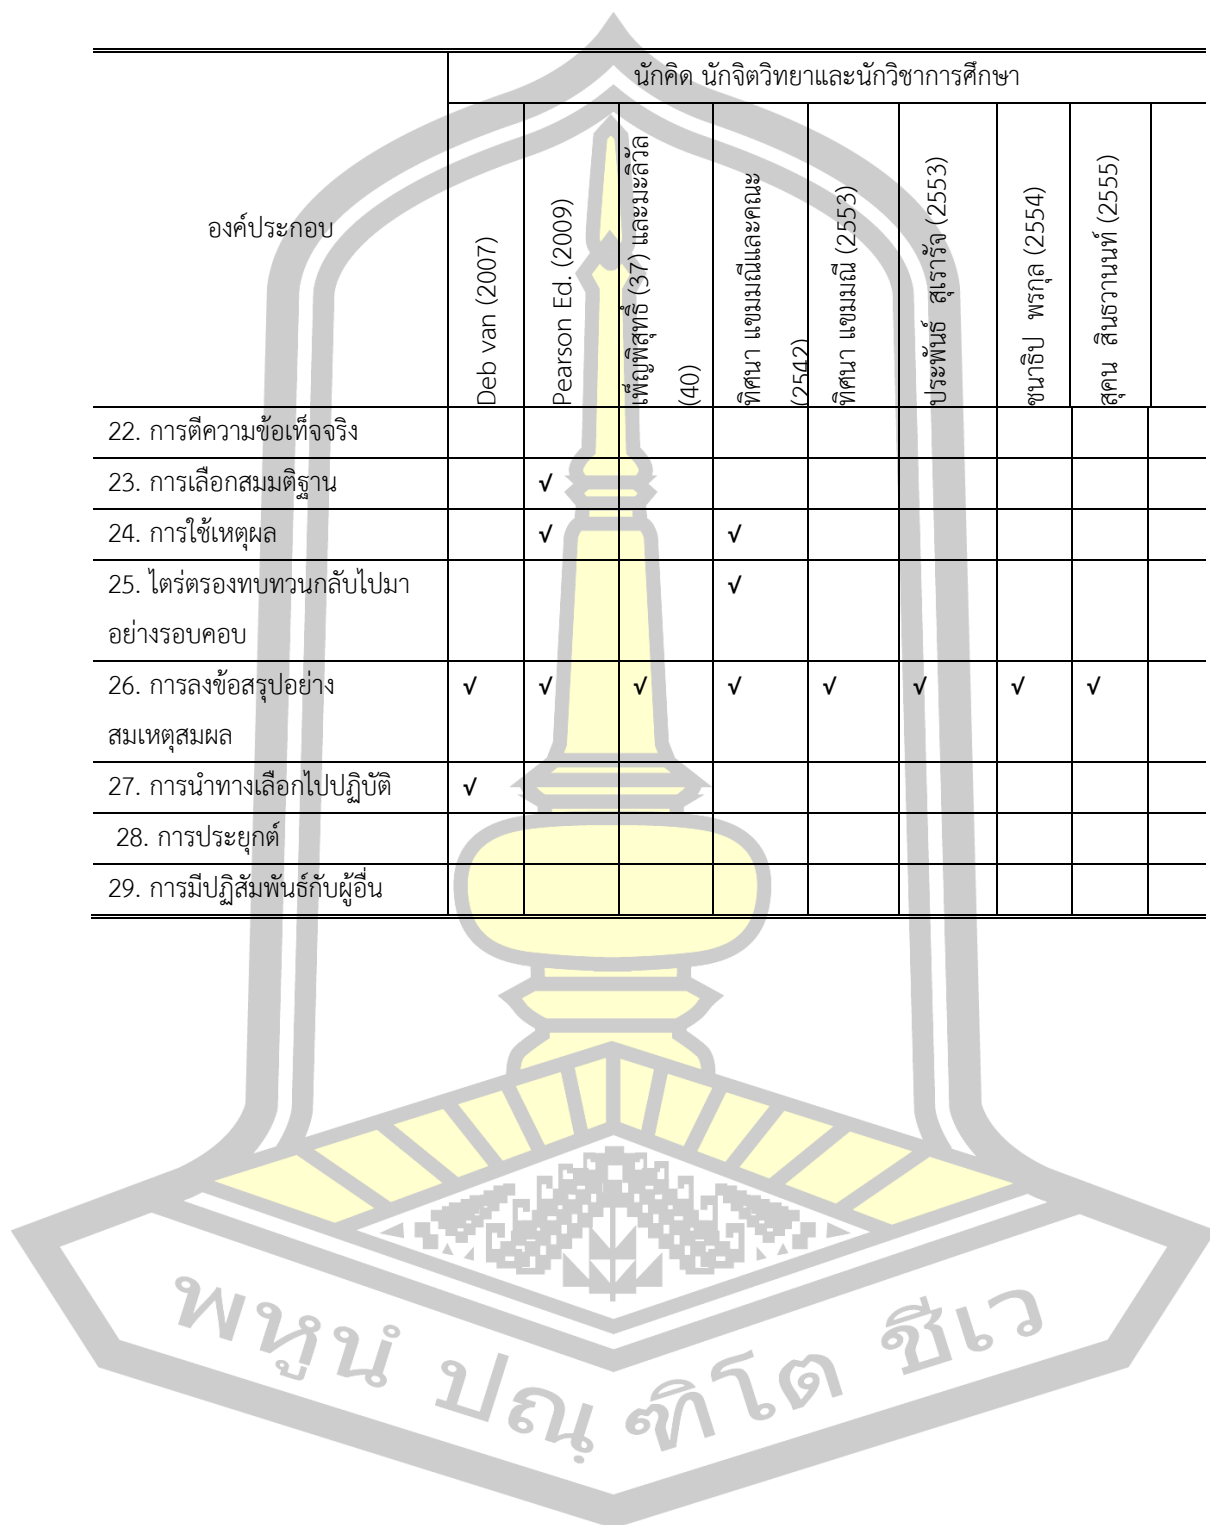 นักคิด นักจิตวิทยาและนักวิชาการศึกษา
องค์ประกอบ
Deb van (2007)
Pearson Ed. (2009)
เพ็ญพิสุทธิ์ (37) และมะลิวัล
(40)
ทิศนา แขมมณีและคณะ
(2542)
ทิศนา แขมมณี (2553)
ประพันธ์ สุเรารัจ (2553)
ชนาธิป พรกุล (2554)
สุคน สินธวานนท์ (2555)
22. การตีความข้อเท็จจริง
23. การเลือกสมมติฐาน √
24. การใช้เหตุผล √ √
25. ไตร่ตรองทบทวนกลับไปมา √
อย่างรอบคอบ
26. การลงข้อสรุปอย่าง √ √ √ √ √ √ √ √
สมเหตุสมผล
27. การนำทางเลือกไปปฏิบัติ √
28. การประยุกต์
29. การมีปฏิสัมพันธ์กับผู้อื่น
พหูนํ ปณฺฑิโต ชีเว